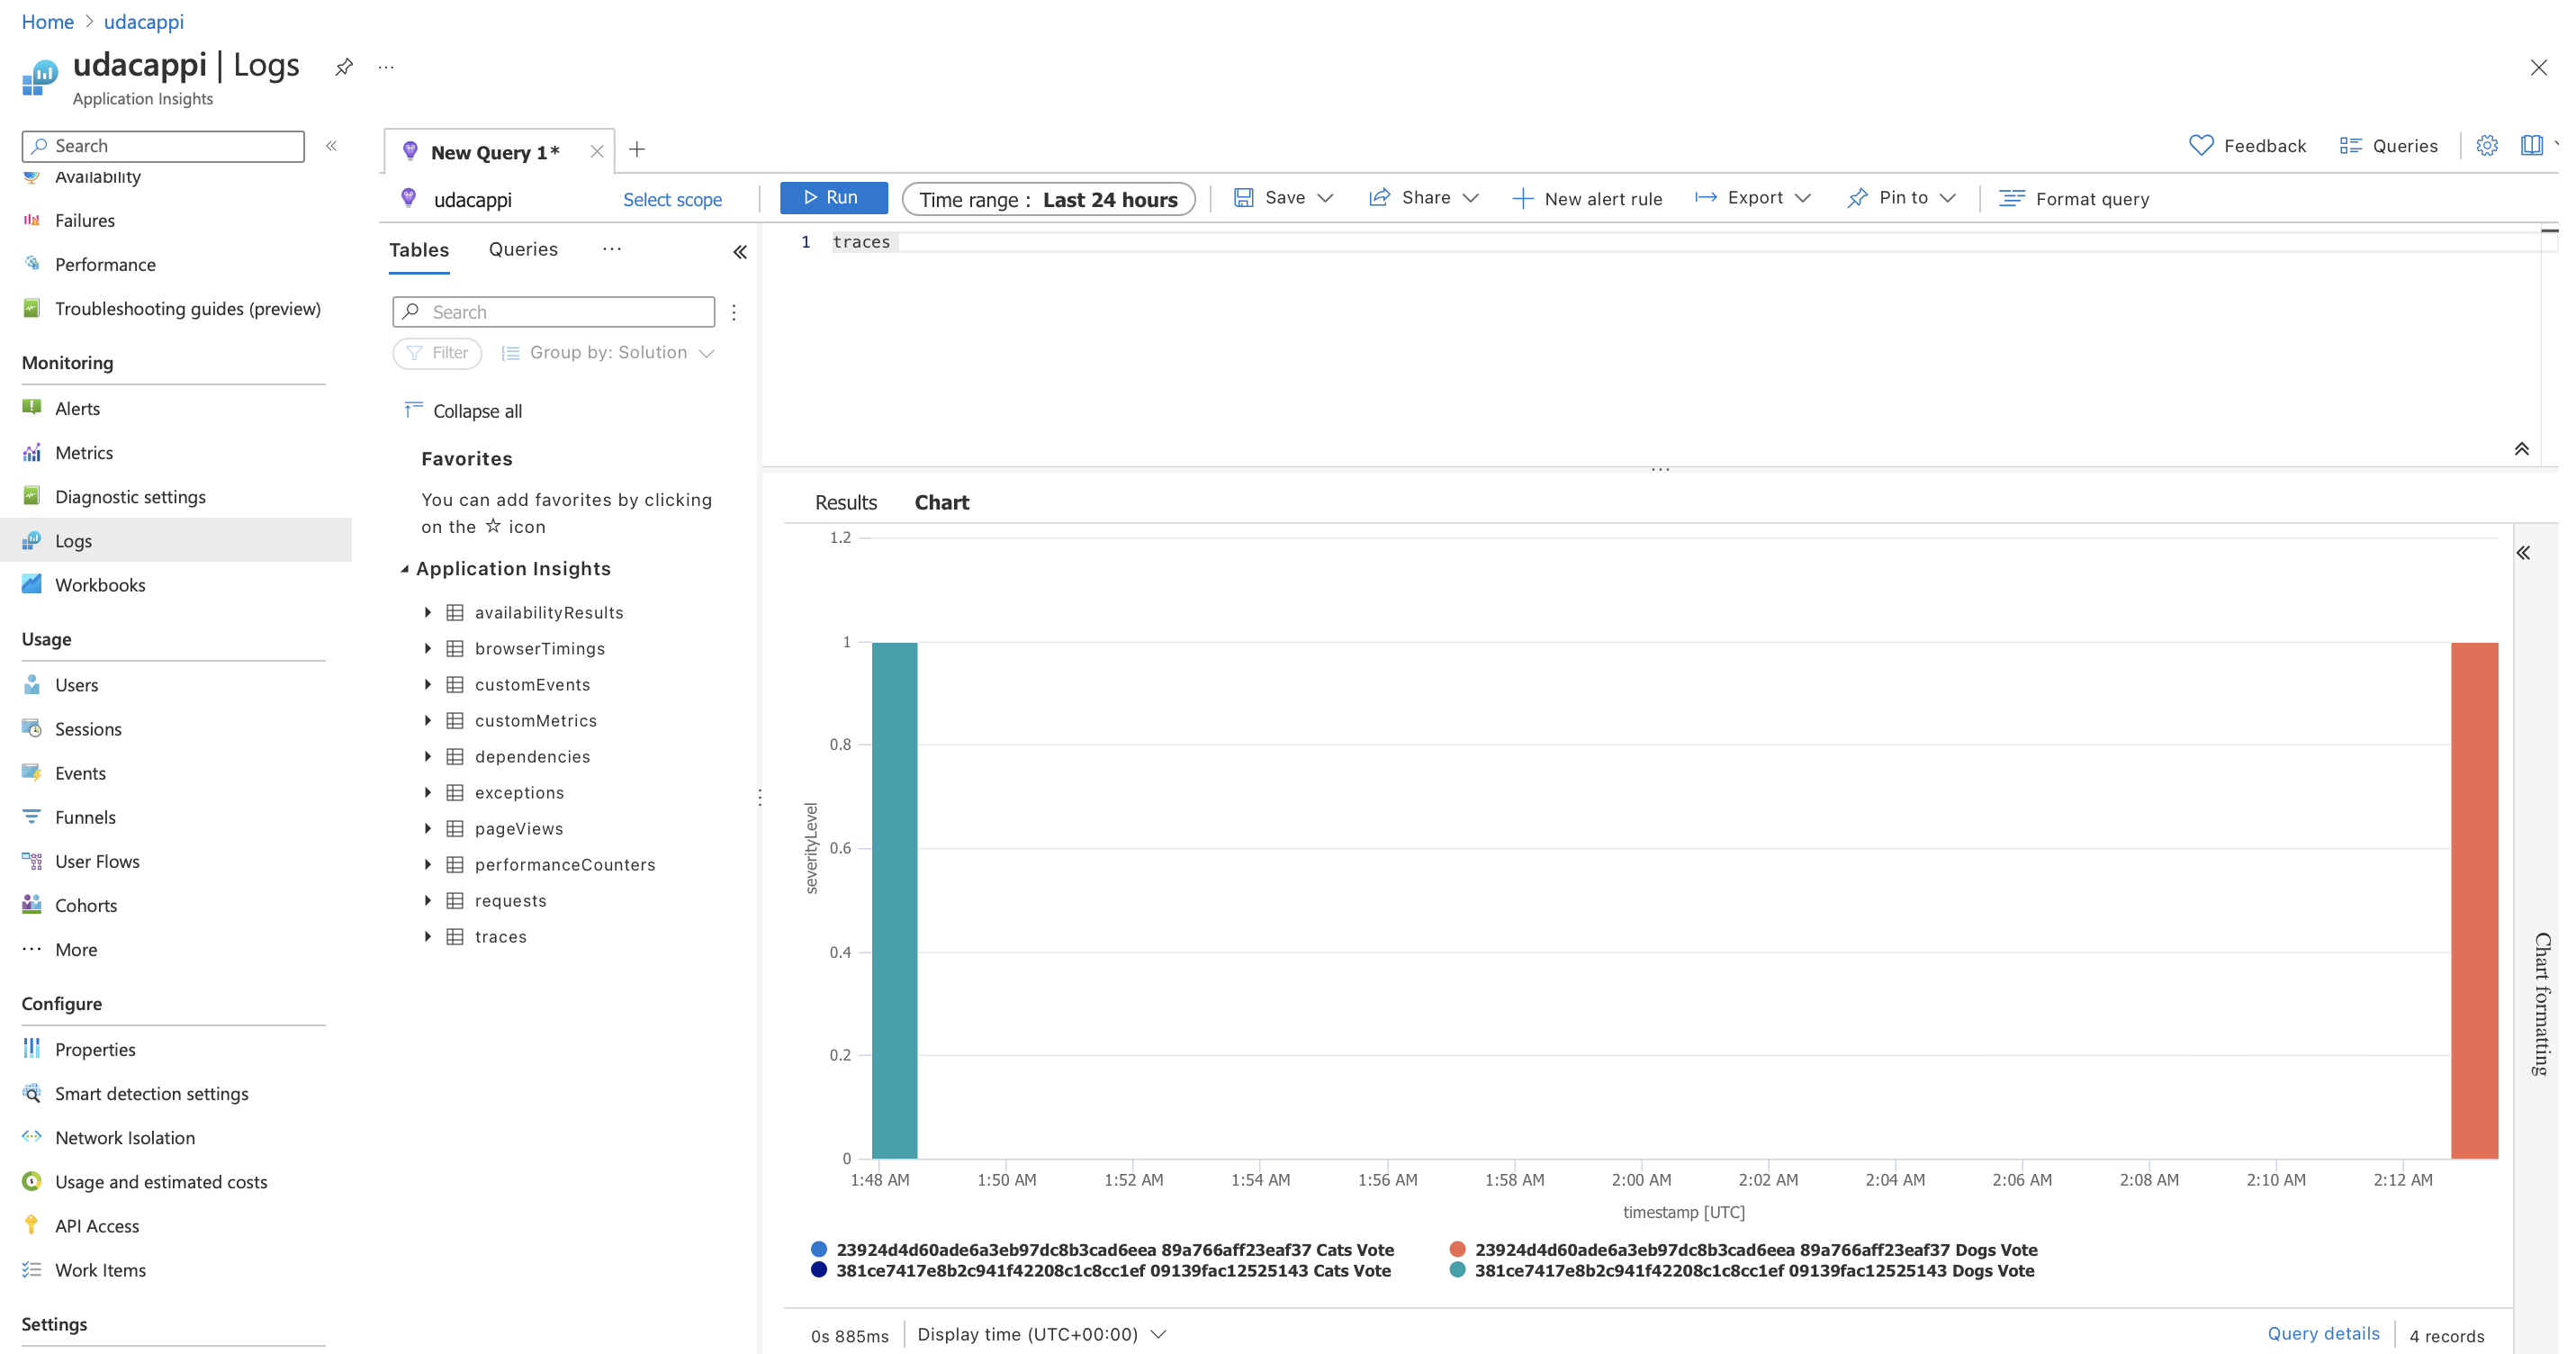 Home > udacappi
udacappi | Logs
Application Insights
Search
Availability
Failures
Performance
Troubleshooting guides (preview)
Monitoring
Alerts
Metrics
Diagnostic settings
Logs
Workbooks
Usage
Users
Sessions
Events
Funnels
User Flows
Cohorts
More
Configure
Properties
Smart detection settings
Network Isolation
Usage and estimated costs
API Access
Work Items
Settings
New Query 1*
Feedback
Queries
udacappi
Select scope
Run
Time range : Last 24 hours
Save
Share
New alert rule
Export
Pin to
Format query
Tables
Queries
Search
Filter
Group by: Solution
Collapse all
Favorites
You can add favorites by clicking
on the ☆ icon
Application Insights
availabilityResults
browserTimings
customEvents
customMetrics
dependencies
exceptions
pageViews
performanceCounters
requests
traces
1 traces
Results
Chart
1.2
1
0.8
0.6
0.4
0.2
0
severityLevel
1:48 AM
1:50 AM
1:52 AM
1:54 AM
1:56 AM
1:58 AM
2:00 AM
2:02 AM
2:04 AM
2:06 AM
2:08 AM
2:10 AM
2:12 AM
timestamp [UTC]
23924d4d60ade6a3eb97dc8b3cad6eea 89a766aff23eaf37 Cats Vote
23924d4d60ade6a3eb97dc8b3cad6eea 89a766aff23eaf37 Dogs Vote
381ce7417e8b2c941f42208c1c8cc1ef 09139fac12525143 Cats Vote
381ce7417e8b2c941f42208c1c8cc1ef 09139fac12525143 Dogs Vote
Chart formatting
0s 885ms
Display time (UTC+00:00)
Query details
4 records